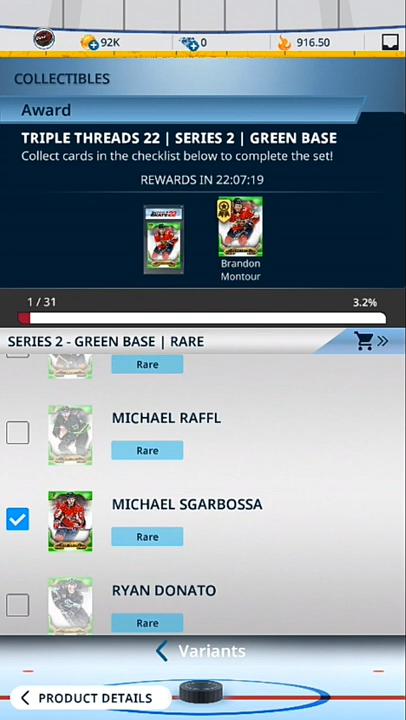 92K
0
916.50
COLLECTIBLES
Award
TRIPLE THREADS 22 | SERIES 2 | GREEN BASE
Collect cards in the checklist below to complete the set!
REWARDS IN 22:07:19
Brandon
Montour
1 / 31
3.2%
SERIES 2 - GREEN BASE | RARE
Rare
MICHAEL RAFFL
Rare
MICHAEL SGARBOSSA
Rare
RYAN DONATO
Rare
Variants
PRODUCT DETAILS